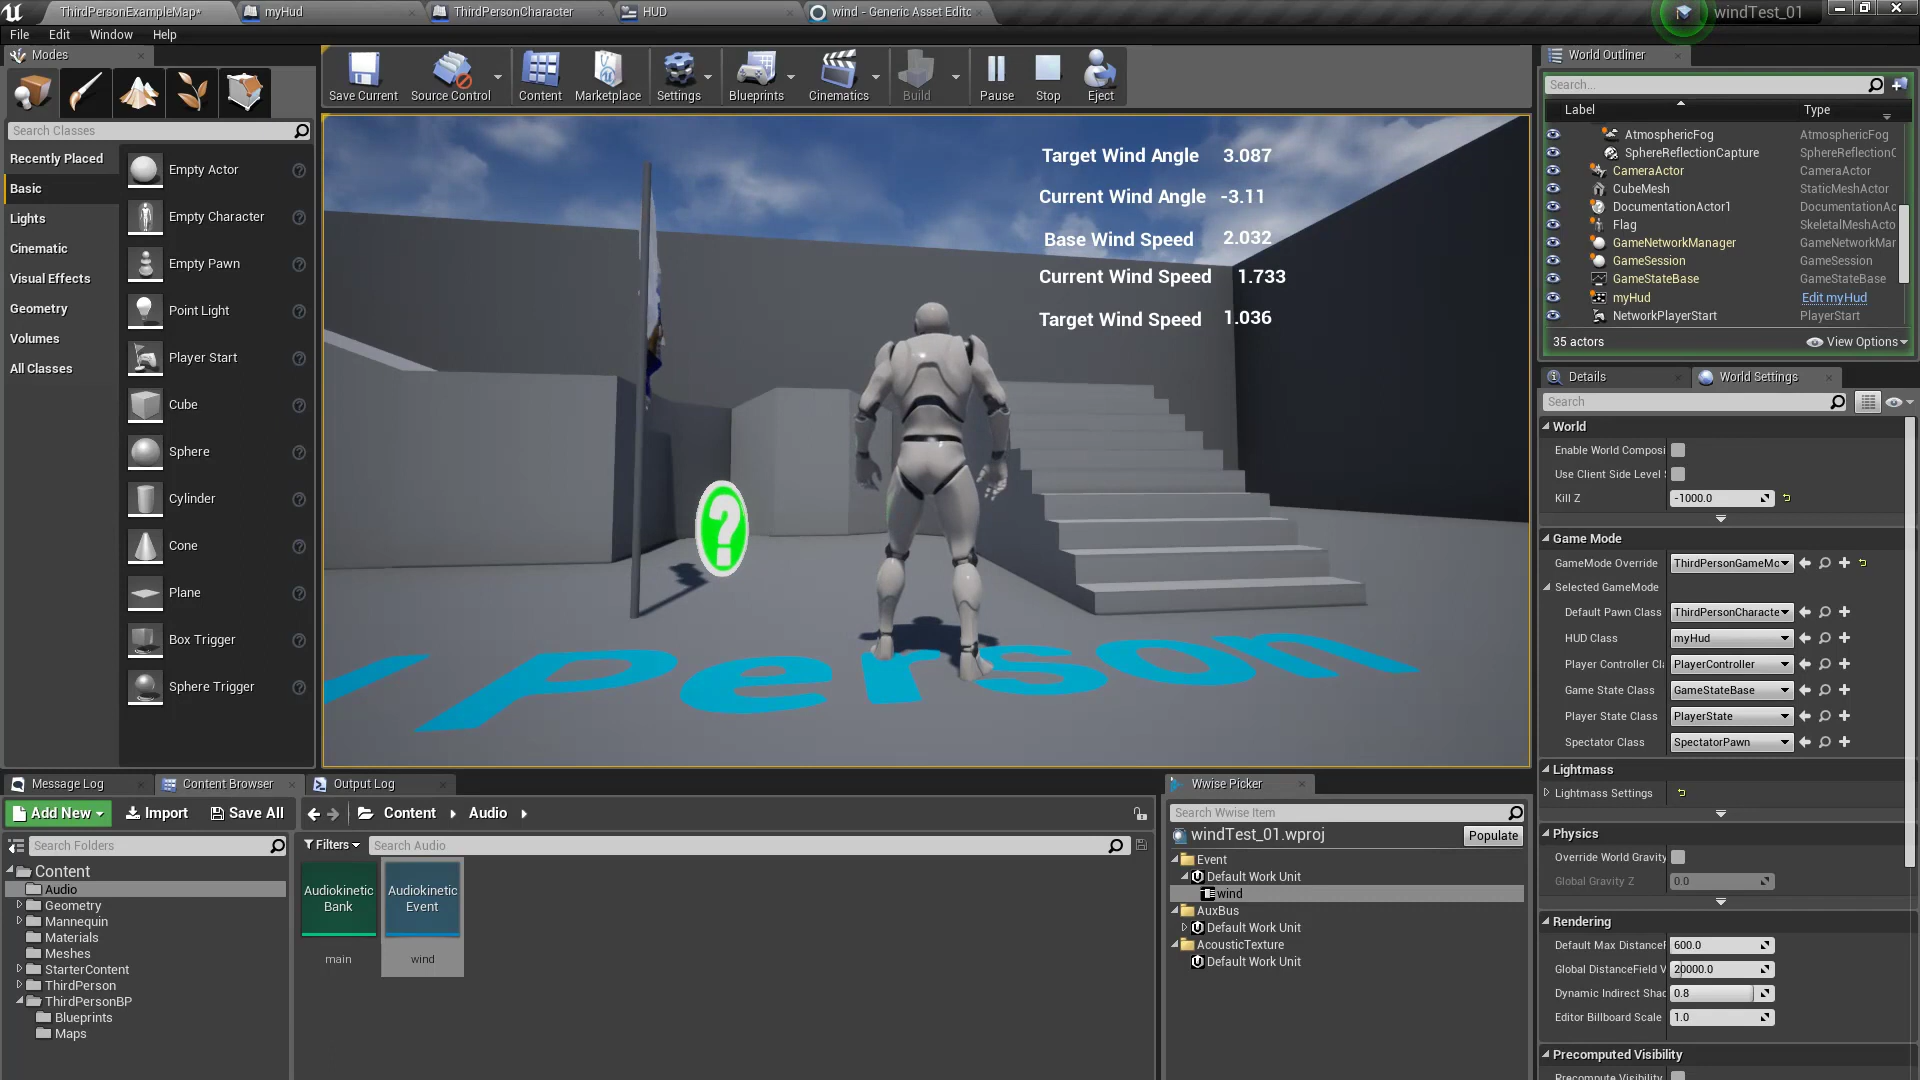 ThirdPersonExampleMap*
myHud
ThirdPersonCharacter
HUD
wind - Generic Asset Edito
windTest_01
File Edit Window Help
Modes
Search Classes
Recently Placed
Basic
Lights
Cinematic
Visual Effects
Geometry
Volumes
All Classes
Empty Actor
Empty Character
Empty Pawn
Point Light
Player Start
Cube
Sphere
Cylinder
Cone
Plane
Box Trigger
Sphere Trigger
Save Current
Source Control
Content
Marketplace
Settings
Blueprints
Cinematics
Build
Pause
Stop
Eject
Target Wind Angle 3.087
Current Wind Angle -3.11
Base Wind Speed 2.032
Current Wind Speed 1.733
Target Wind Speed 1.036
?
person
World Outliner
Search...
Label Type
AtmosphericFog AtmosphericFog
SphereReflectionCapture SphereReflectionC
CameraActor CameraActor
CubeMesh StaticMeshActor
DocumentationActor1 DocumentationAc
Flag SkeletalMeshActo
GameNetworkManager GameNetworkMar
GameSession GameSession
GameStateBase GameStateBase
myHud Edit myHud
NetworkPlayerStart PlayerStart
35 actors View Options
Details
World Settings
Search
World
Enable World Composi
Use Client Side Level
Kill Z -1000.0
Game Mode
GameMode Override ThirdPersonGameMc
Selected GameMode
Default Pawn Class ThirdPersonCharacte
HUD Class myHud
Player Controller Cl PlayerController
Game State Class GameStateBase
Player State Class PlayerState
Spectator Class SpectatorPawn
Lightmass
Lightmass Settings
Physics
Override World Gravity
Global Gravity Z 0.0
Rendering
Default Max DistanceF 600.0
Global DistanceField V 20000.0
Dynamic Indirect Shac 0.8
Editor Billboard Scale 1.0
Precomputed Visibility
Precompute Visibility
Message Log
Content Browser
Output Log
Add New Import Save All Content Audio
Search Folders
Filters Search Audio
Content
Audio
Geometry
Mannequin
Materials
Meshes
StarterContent
ThirdPerson
ThirdPersonBP
Blueprints
Maps
Audiokinetic Bank
main
Audiokinetic Event
wind
Wwise Picker
Search Wwise Item
windTest_01.wproj Populate
Event
Default Work Unit
wind
AuxBus
Default Work Unit
AcousticTexture
Default Work Unit